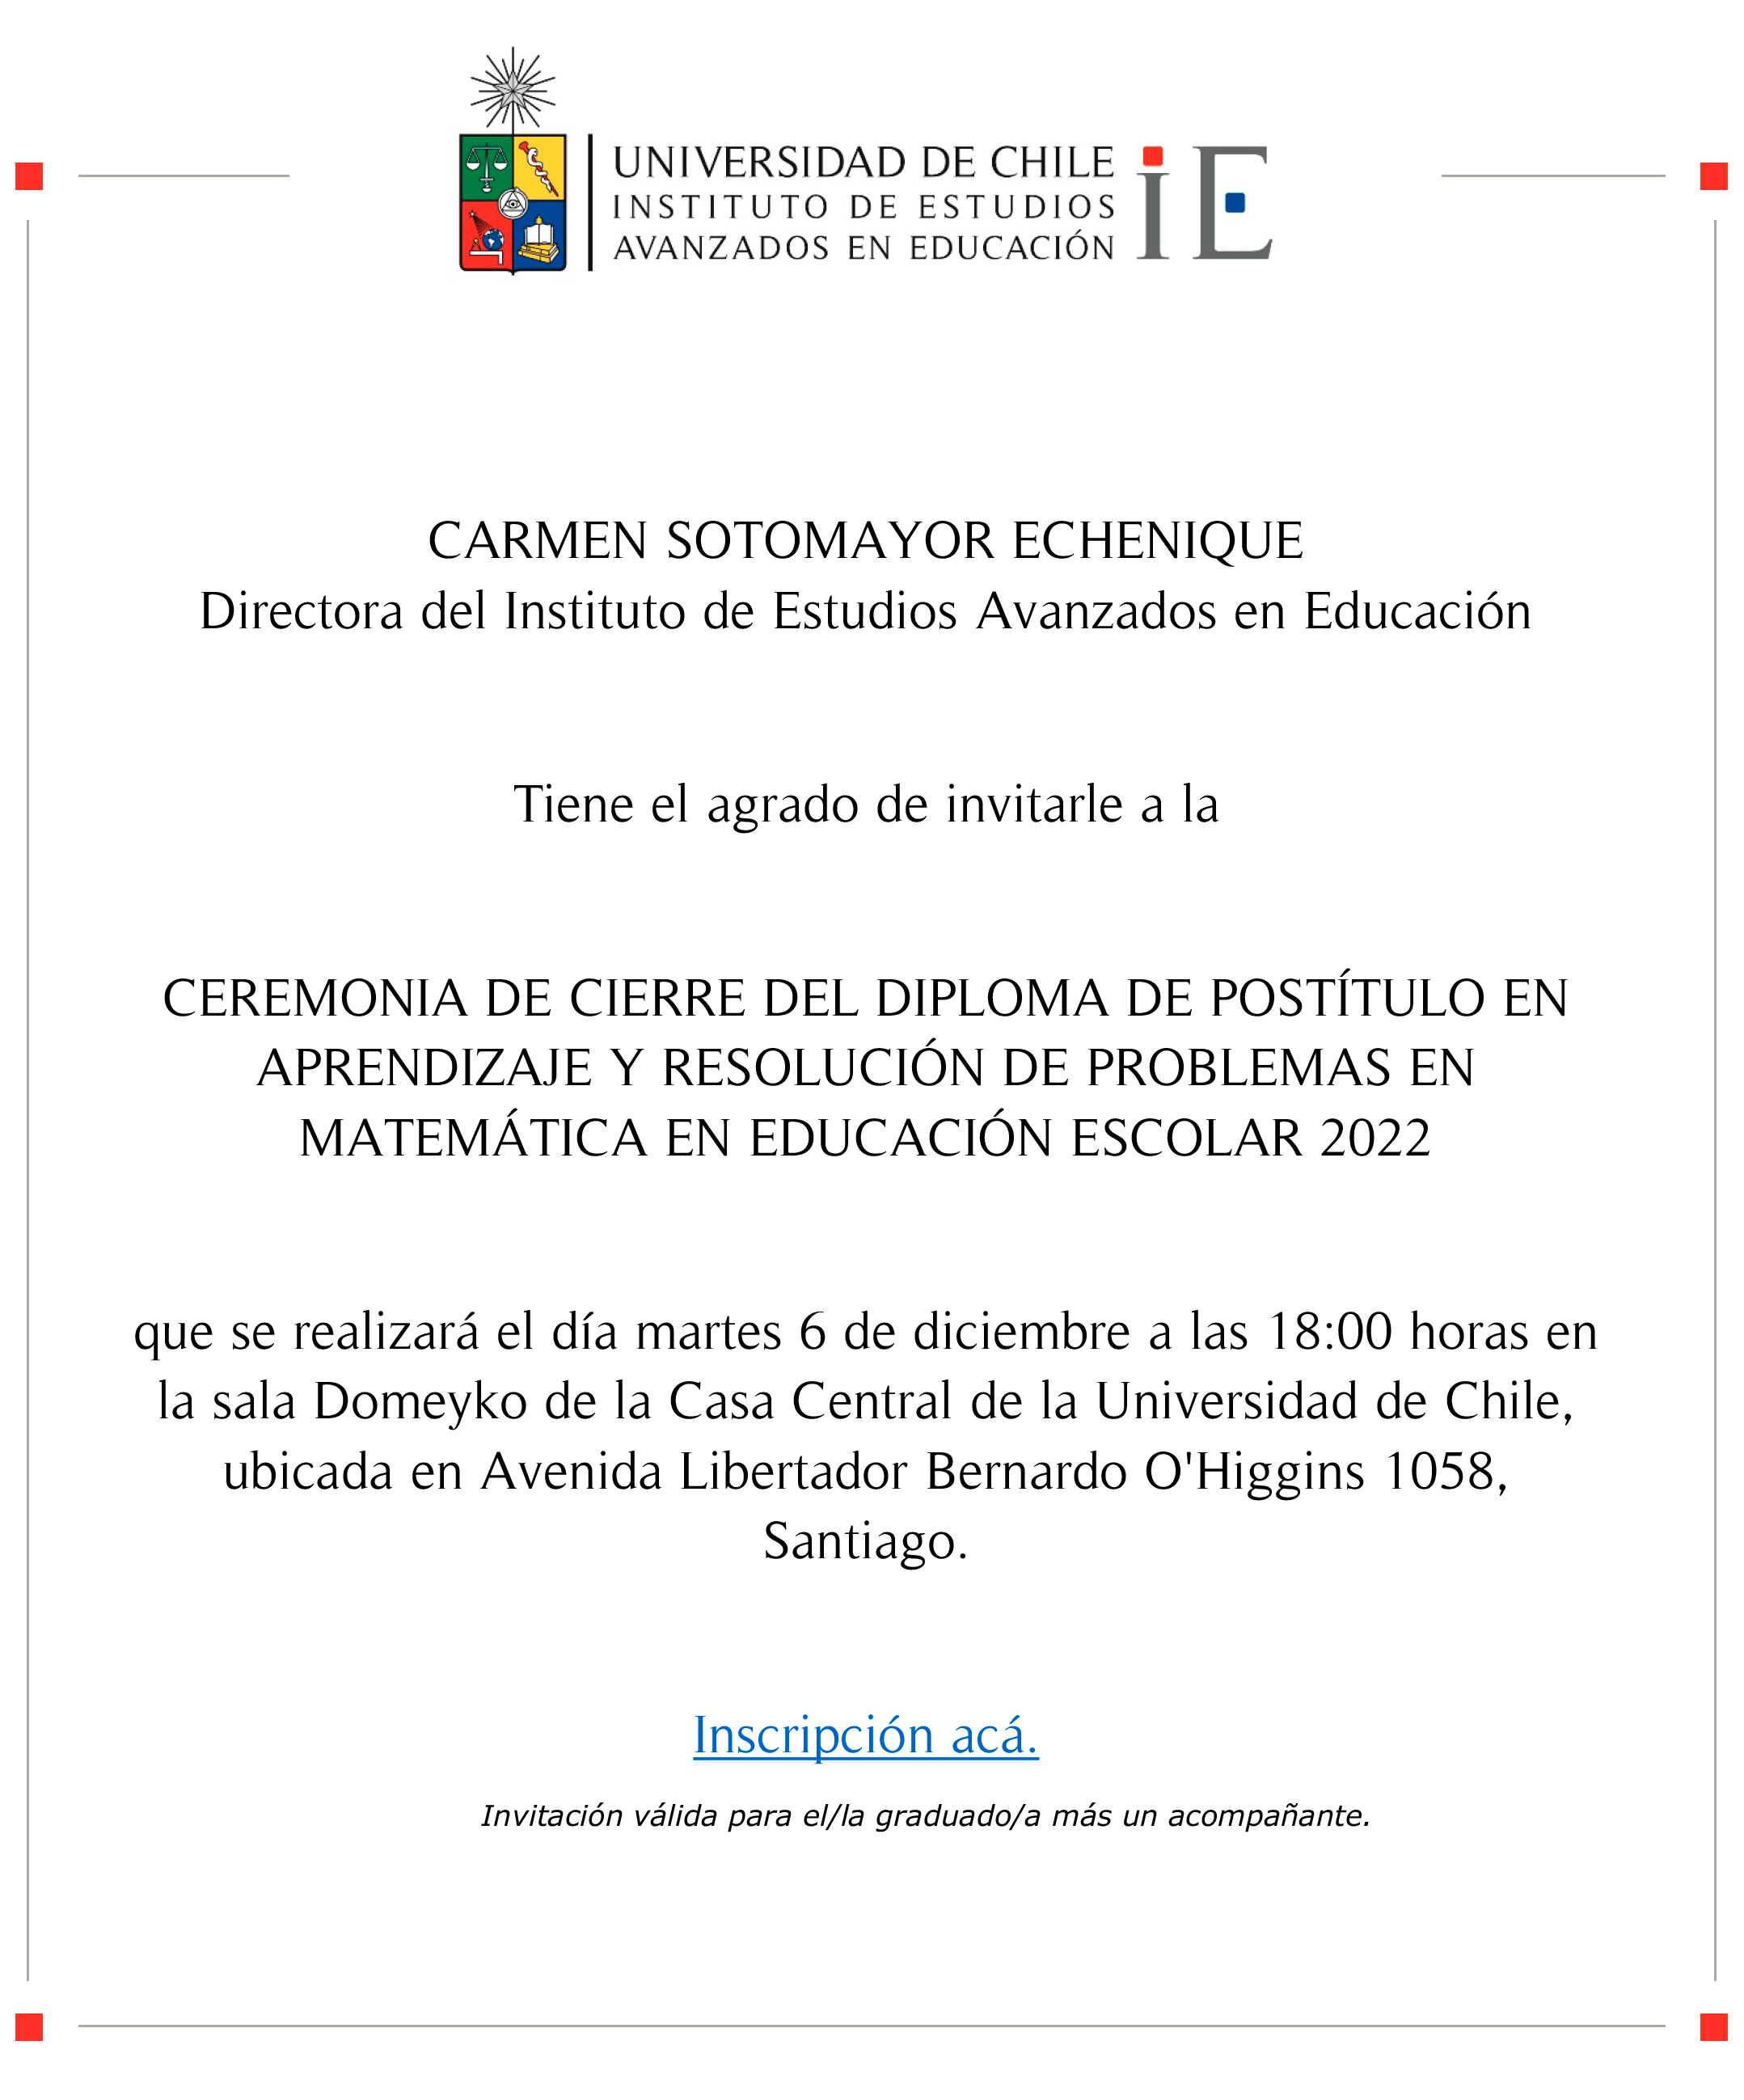 UNIVERSIDAD DE CHILE
INSTITUTO DE ESTUDIOS
AVANZADOS EN EDUCACIÓN
iE
CARMEN SOTOMAYOR ECHENIQUE
Directora del Instituto de Estudios Avanzados en Educación
Tiene el agrado de invitarle a la
CEREMONIA DE CIERRE DEL DIPLOMA DE POSTÍTULO EN
APRENDIZAJE Y RESOLUCIÓN DE PROBLEMAS EN
MATEMÁTICA EN EDUCACIÓN ESCOLAR 2022
que se realizará el día martes 6 de diciembre a las 18:00 horas en
la sala Domeyko de la Casa Central de la Universidad de Chile,
ubicada en Avenida Libertador Bernardo O'Higgins 1058,
Santiago.
Inscripción acá.
Invitación válida para el/la graduado/a más un acompañante.